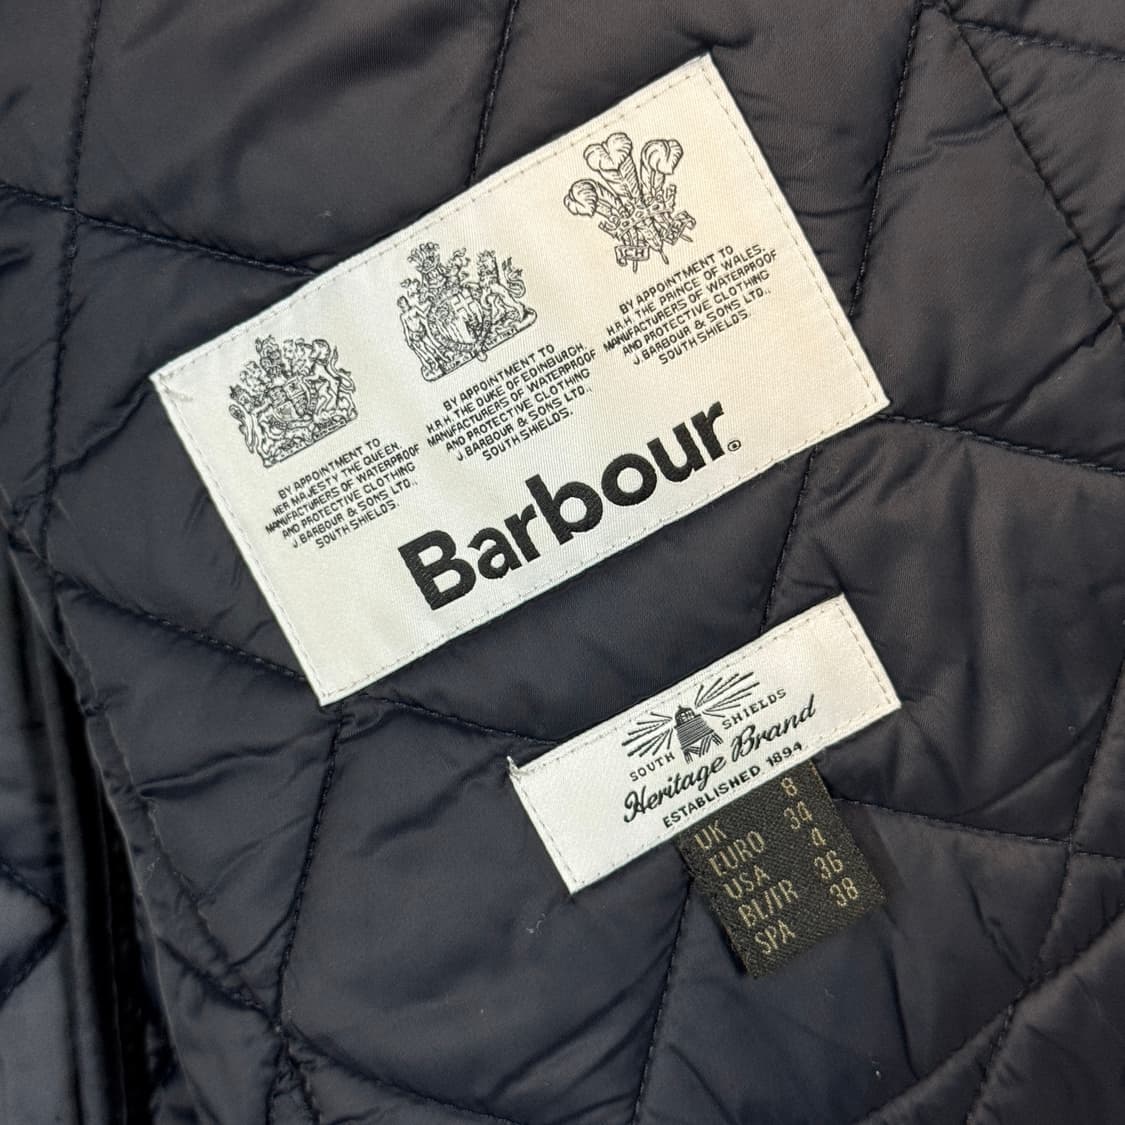 BY APPOINTMENT TO
HER MAJESTY THE QUEEN.
MANUFACTURERS OF WATERPROOF
AND PROTECTIVE CLOTHING
J. BARBOUR & SONS LTD.,
SOUTH SHIELDS.
BY APPOINTMENT TO
H.R.H. THE DUKE OF EDINBURGH.
MANUFACTURERS OF WATERPROOF
AND PROTECTIVE CLOTHING
J. BARBOUR & SONS LTD.,
SOUTH SHIELDS.
BY APPOINTMENT TO
H.R.H. THE PRINCE OF WALES.
MANUFACTURERS OF WATERPROOF
AND PROTECTIVE CLOTHING
J. BARBOUR & SONS LTD.,
SOUTH SHIELDS.
Barbour®
SOUTH SHIELDS
Heritage Brand
ESTABLISHED 1894
UK 8
EURO 34
USA 4
BL/FR 36
SPA 38